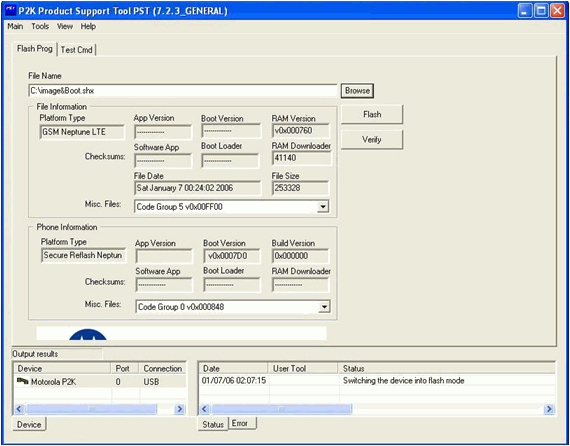 P2K Product Support Tool PST (7.2.3_GENERAL)
Main Tools View Help
Flash Prog Test Cmd
File Name
C:\image&Boot.shx Browse
File Information
Platform Type App Version Boot Version RAM Version Flash
GSM Neptune LTE ------------ ------------ v0x000760
Software App Boot Loader RAM Downloader Verify
Checksums: ------------ ------------ 41140
File Date File Size
Sat January 7 00:24:02 2006 253328
Misc. Files: Code Group 5 v0x00FF00
Phone Information
Platform Type App Version Boot Version Build Version
Secure Reflash Neptun v0x0007D0 0x000000
Software App Boot Loader RAM Downloader
Checksums: ------------ ------------ ------------
Misc. Files: Code Group 0 v0x000848
Output results
Device Port Connection Date User Tool Status
Motorola P2K 0 USB 01/07/06 02:07:15 Switching the device into flash mode
Device Status Error